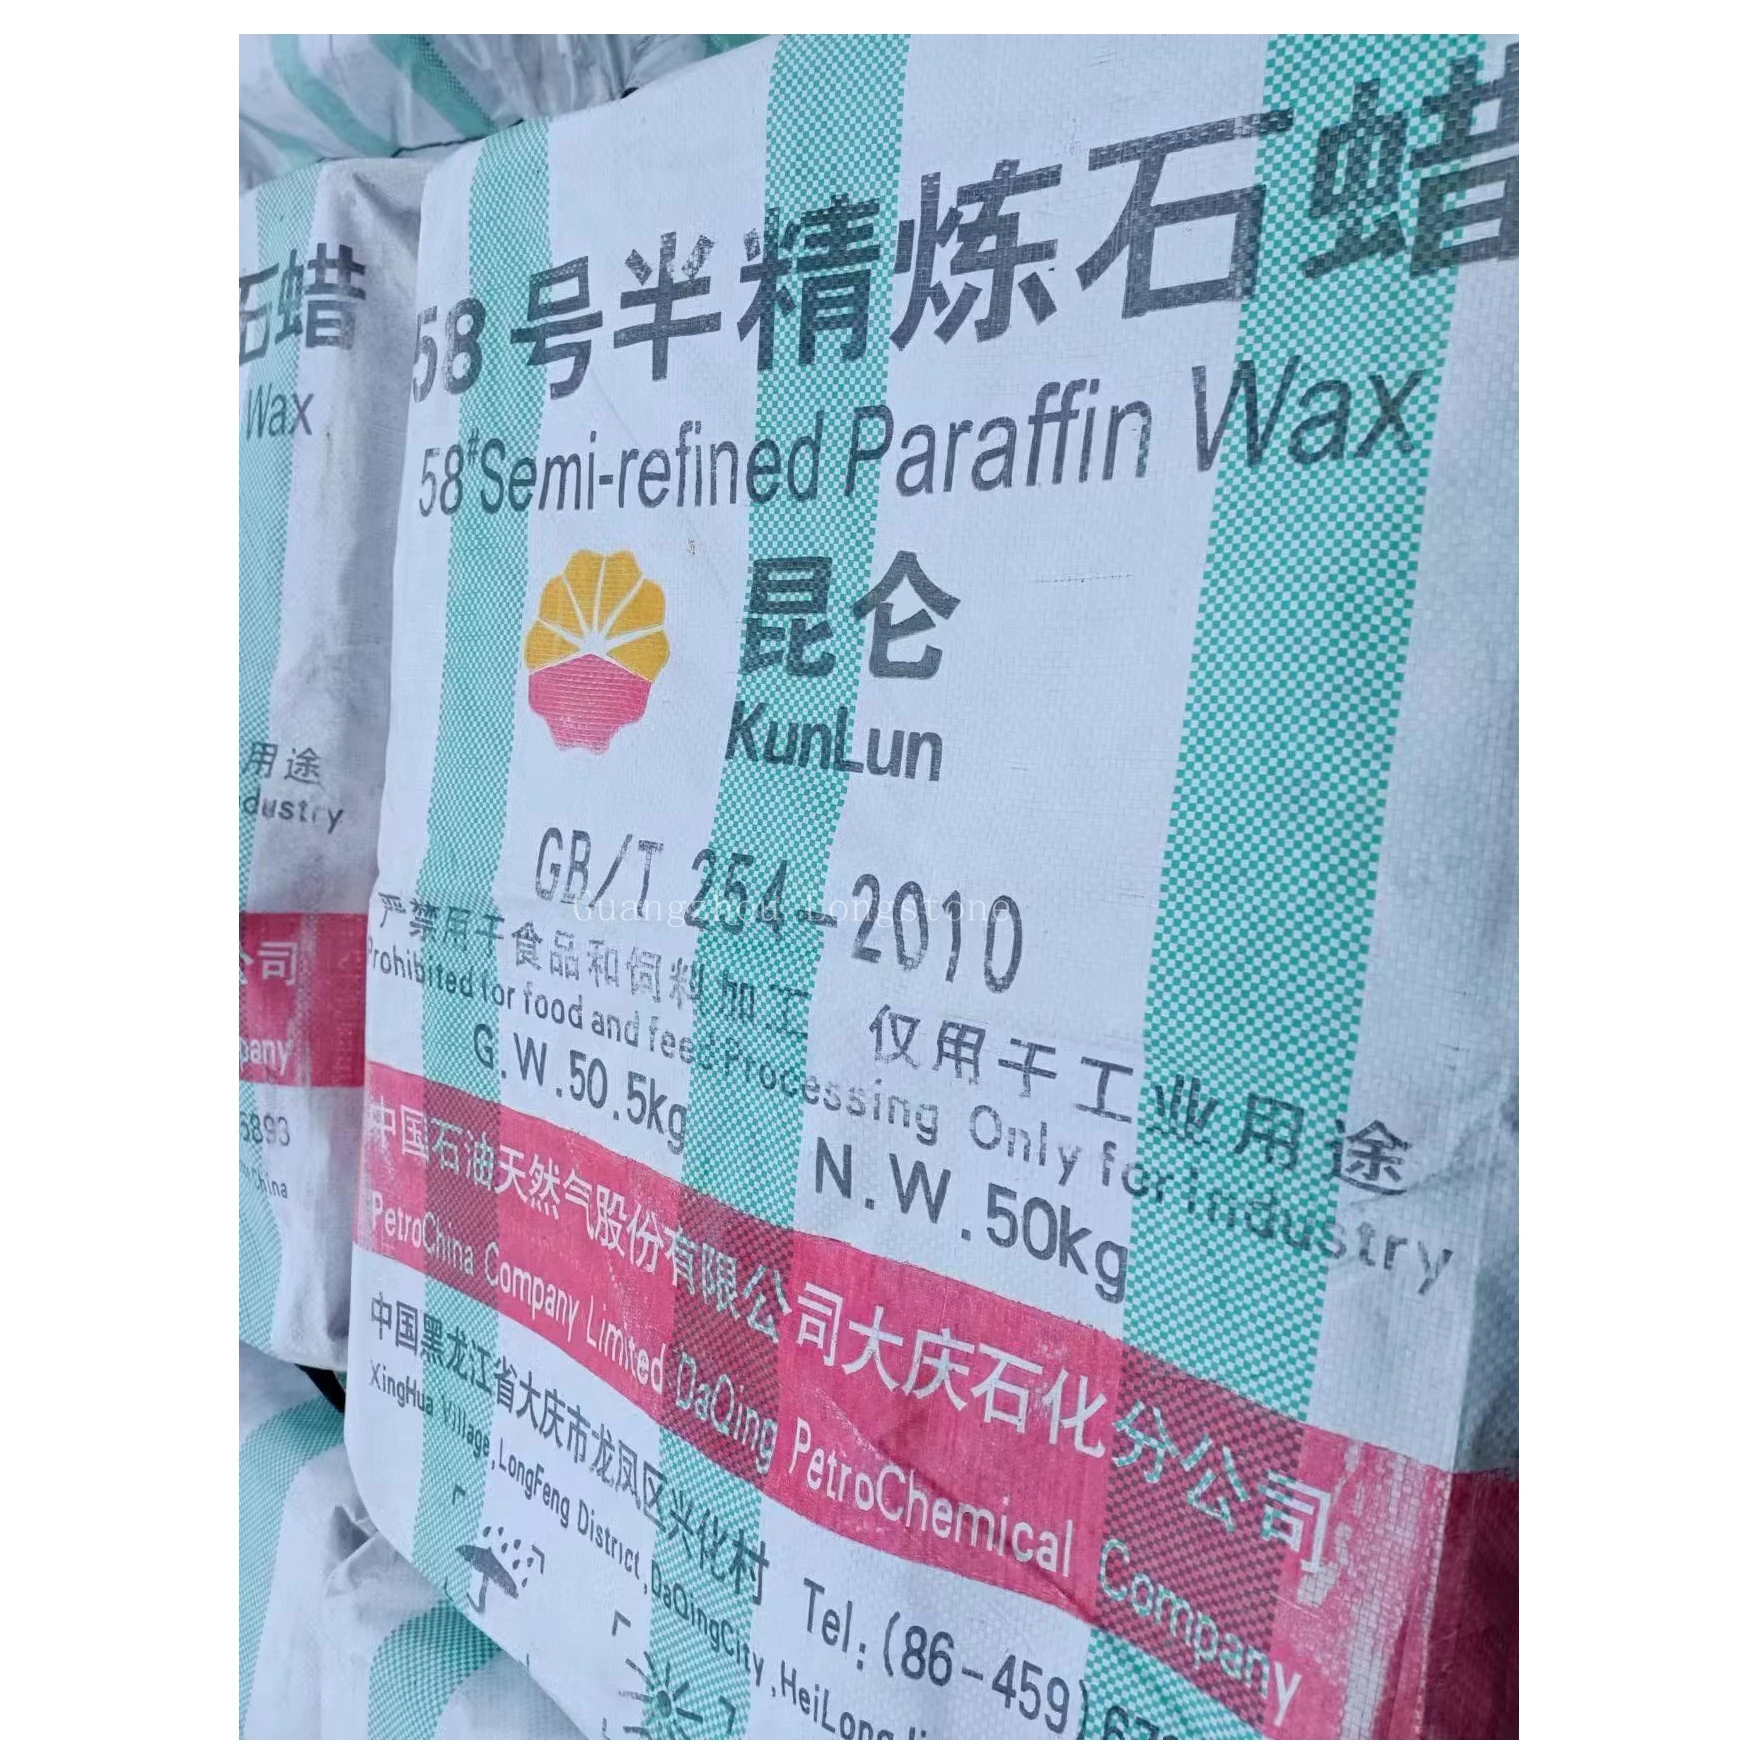 58号半精炼石蜡
58#Semi-refined Paraffin Wax
昆仑
KunLun
GB/T 254-2010
Guangzhou Longstone
严禁用于食品和饲料加工 仅用于工业用途
Prohibited for food and feed Processing Only for Industry
G.W.50.5kg N.W.50kg
中国石油天然气股份有限公司大庆石化分公司
PetroChina Company Limited DaQing PetroChemical Company
中国黑龙江省大庆市龙凤区兴化村 Tel:(86-459)
XingHua Village,LongFeng District,DaQingCity,HeiLong
石蜡
Wax
用途
dustry
公司
pany
5893
china